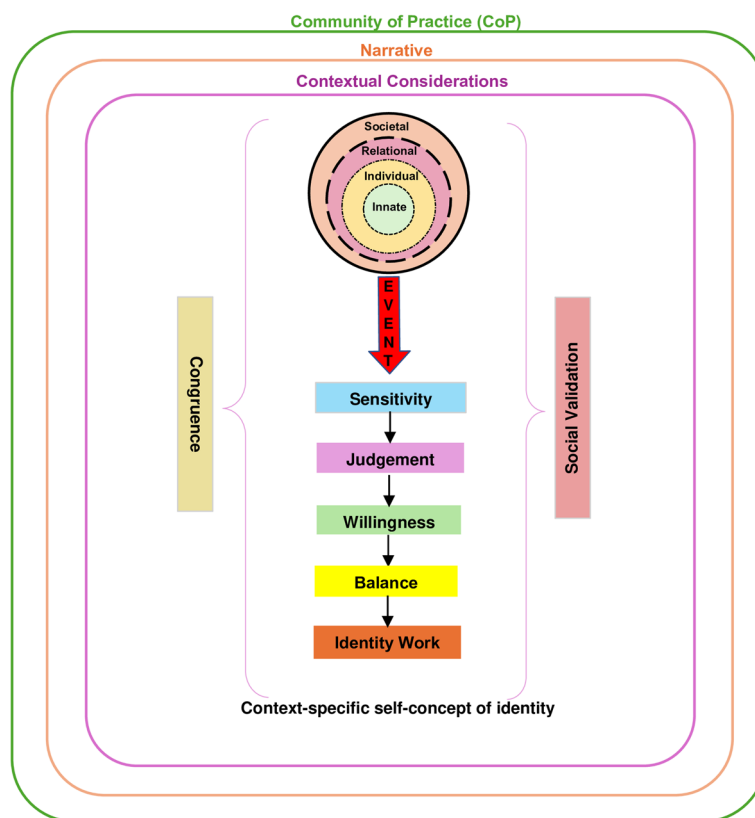 Community of Practice (CoP)
Narrative
Contextual Considerations
Societal
Relational
Individual
Innate
EVENT
Congruence
Social Validation
Sensitivity
Judgement
Willingness
Balance
Identity Work
Context-specific self-concept of identity